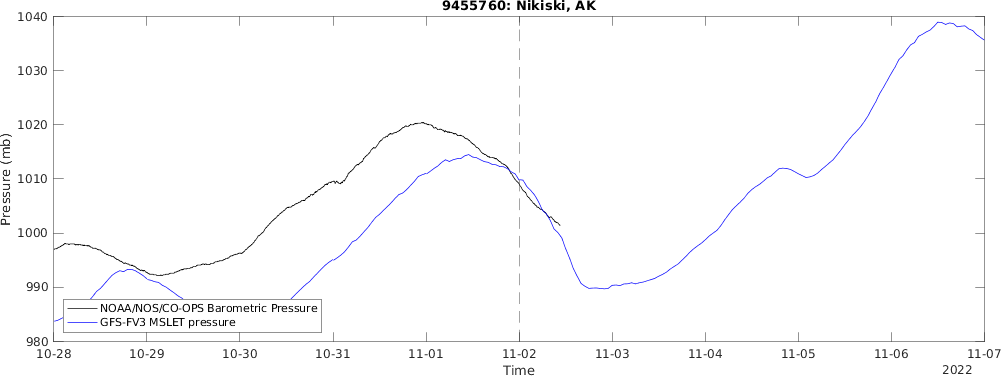 9455760: Nikiski, AK
Pressure (mb)
1040
1030
1020
1010
1000
990
980
NOAA/NOS/CO-OPS Barometric Pressure
GFS-FV3 MSLET pressure
10-28 10-29 10-30 10-31 11-01 11-02 11-03 11-04 11-05 11-06 11-07
Time
2022